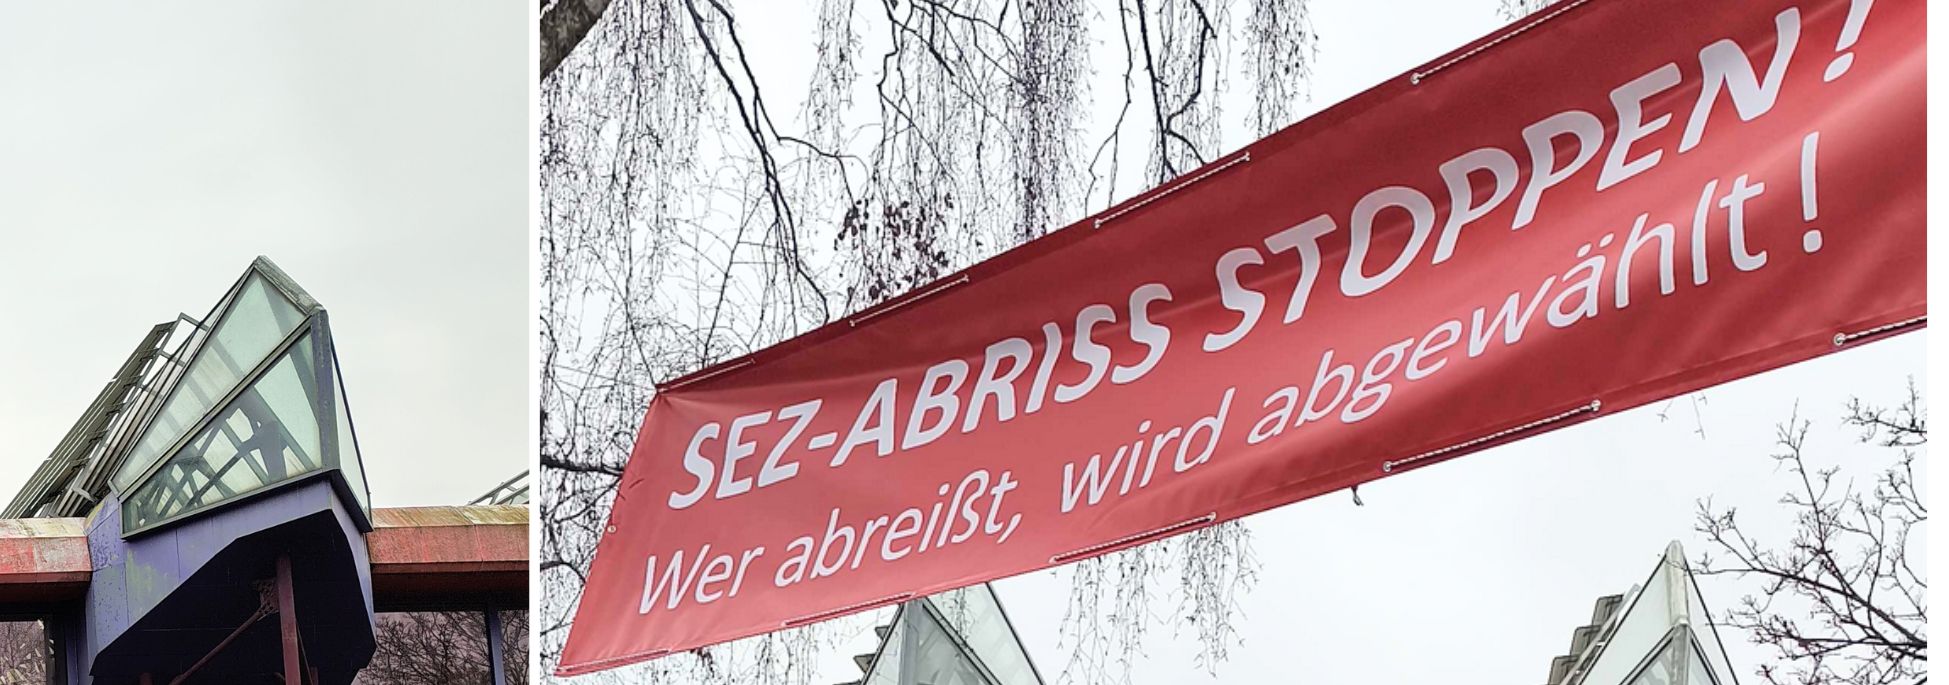 SEZ-ABRISS STOPPEN!
Wer abreißt, wird abgewählt!